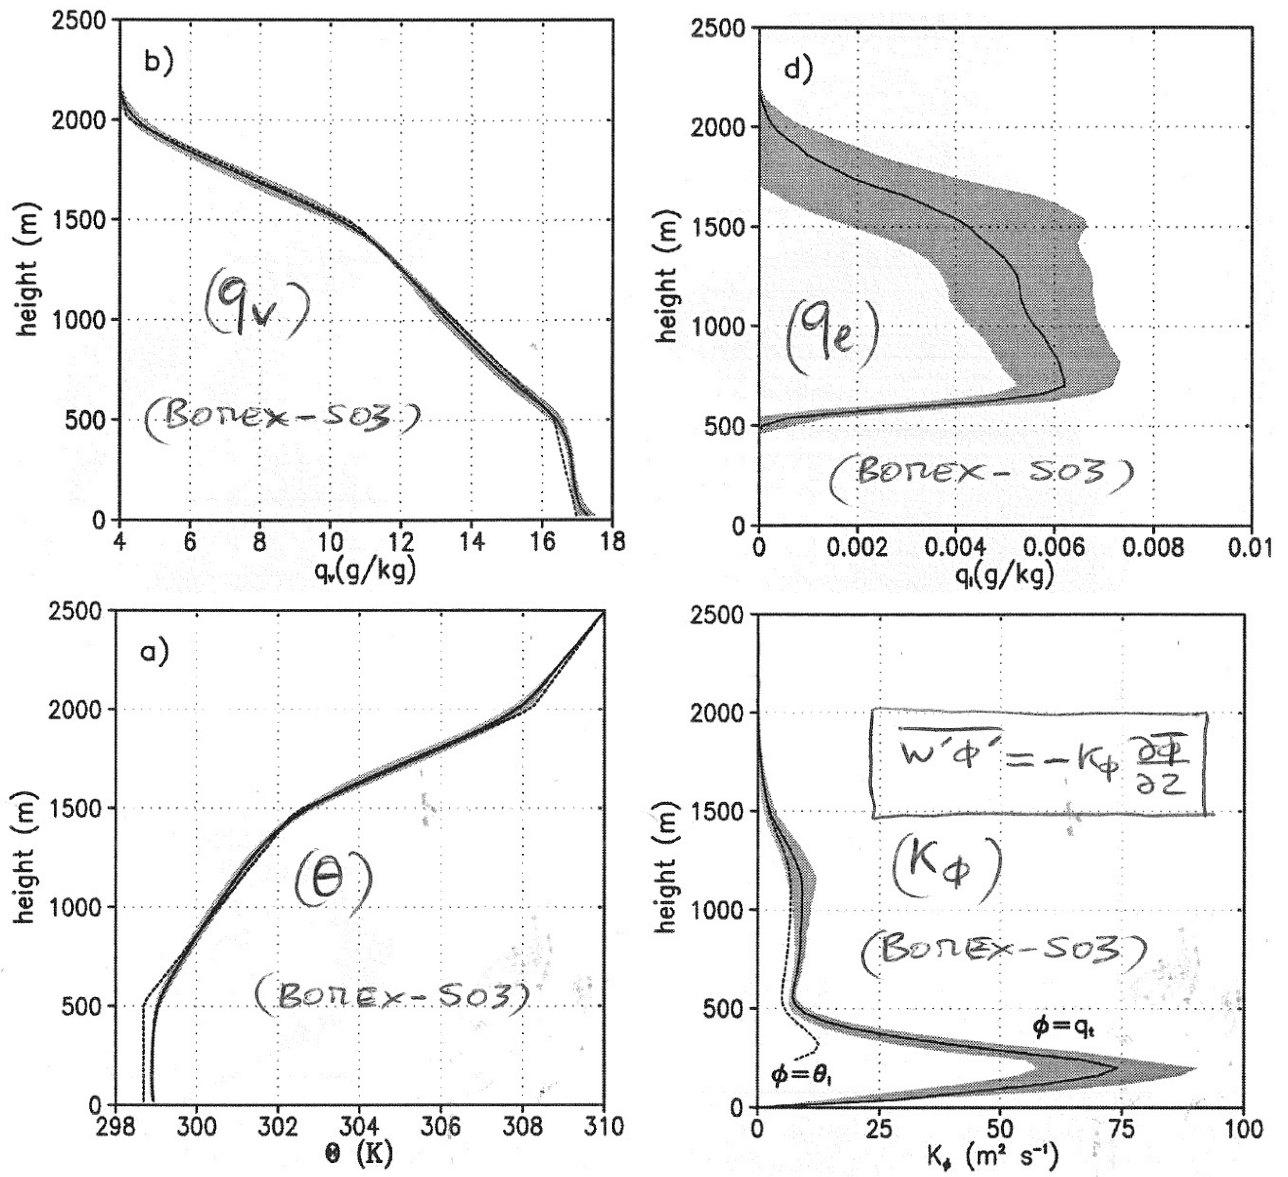 b)
2500
2000
1500
1000
500
0
height (m)
(qv)
(BOMEX-S03)
4 6 8 10 12 14 16 18
qv(g/kg)
d)
2500
2000
1500
1000
500
0
height (m)
(qe)
(BOMEX-S03)
0 0.002 0.004 0.006 0.008 0.01
ql(g/kg)
a)
2500
2000
1500
1000
500
0
height (m)
(θ)
(BOMEX-S03)
298 300 302 304 306 308 310
Θ (K)
2500
2000
1500
1000
500
0
height (m)
w'ϕ' = -Kϕ ∂Φ/∂z
(Kϕ)
(BOMEX-S03)
ϕ=qt
ϕ=θl
0 25 50 75 100
Kϕ (m² s⁻¹)